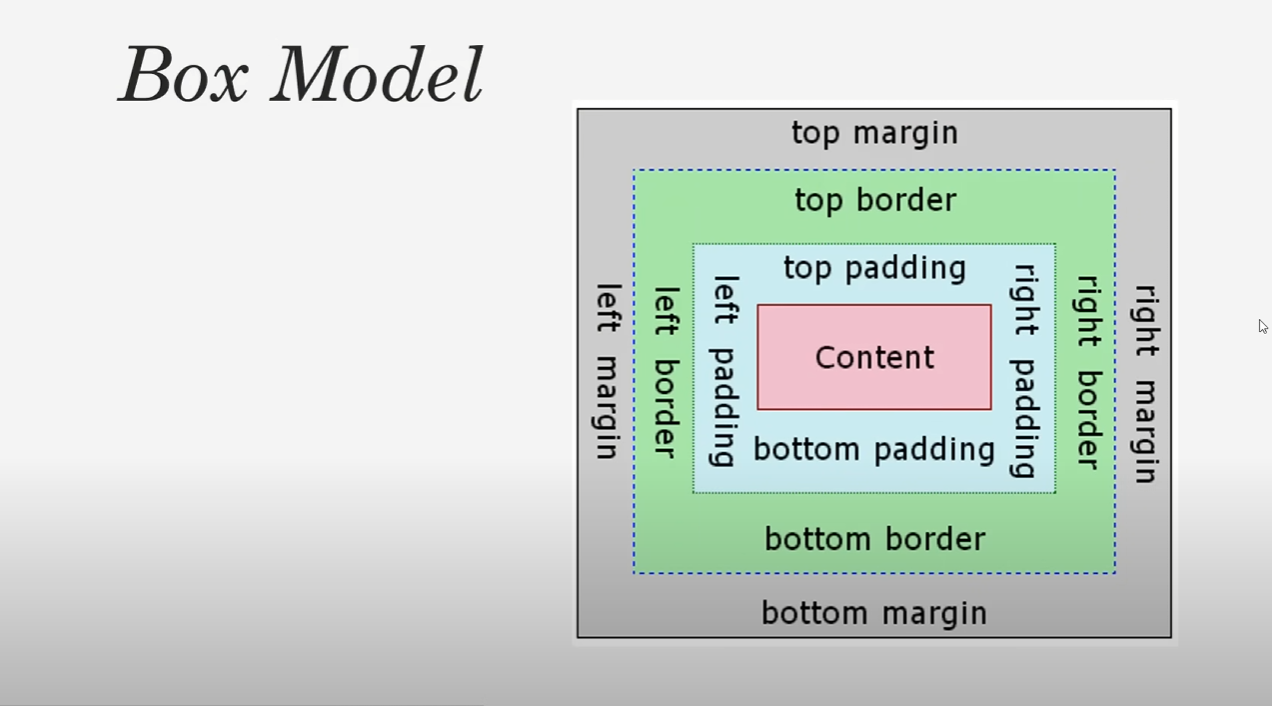 Box Model
top margin
top border
top padding
left margin
left border
left padding
Content
right padding
right border
right margin
bottom padding
bottom border
bottom margin